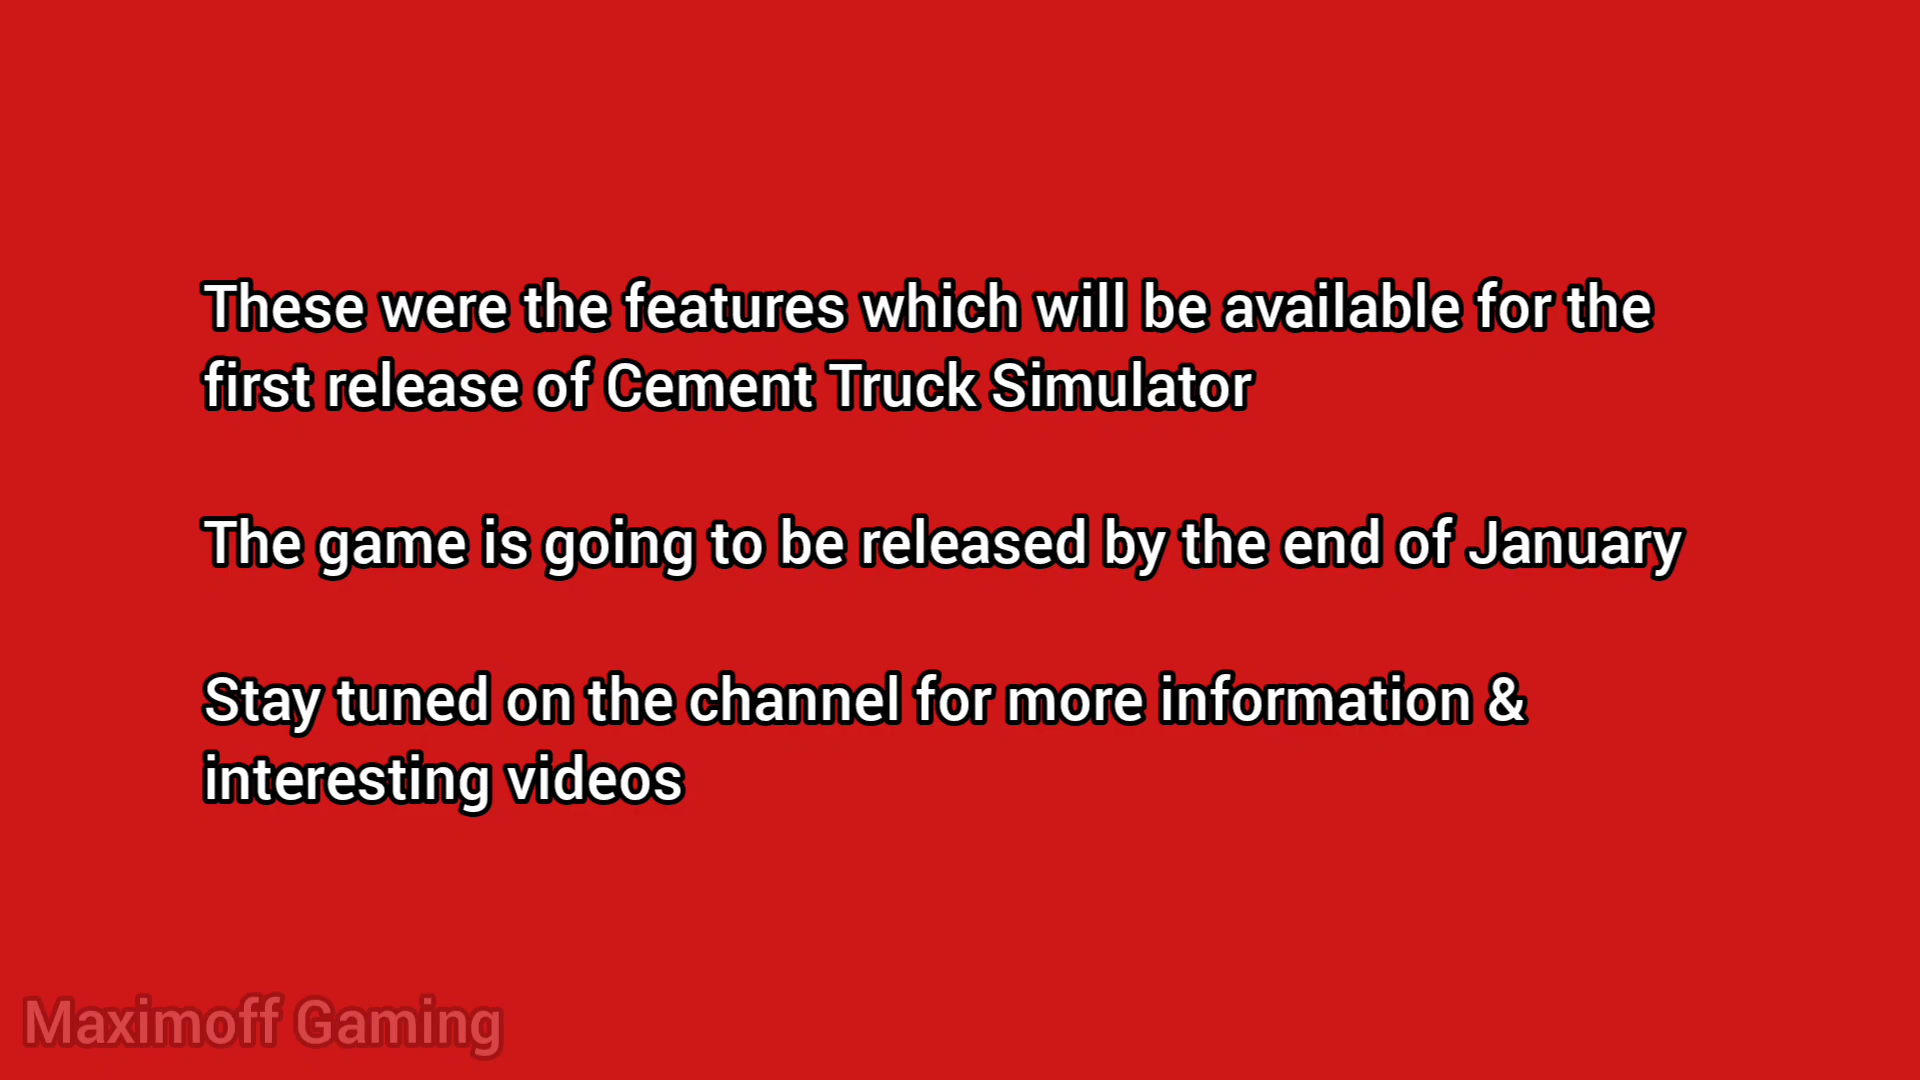 These were the features which will be available for the
first release of Cement Truck Simulator
The game is going to be released by the end of January
Stay tuned on the channel for more information &
interesting videos
Maximoff Gaming